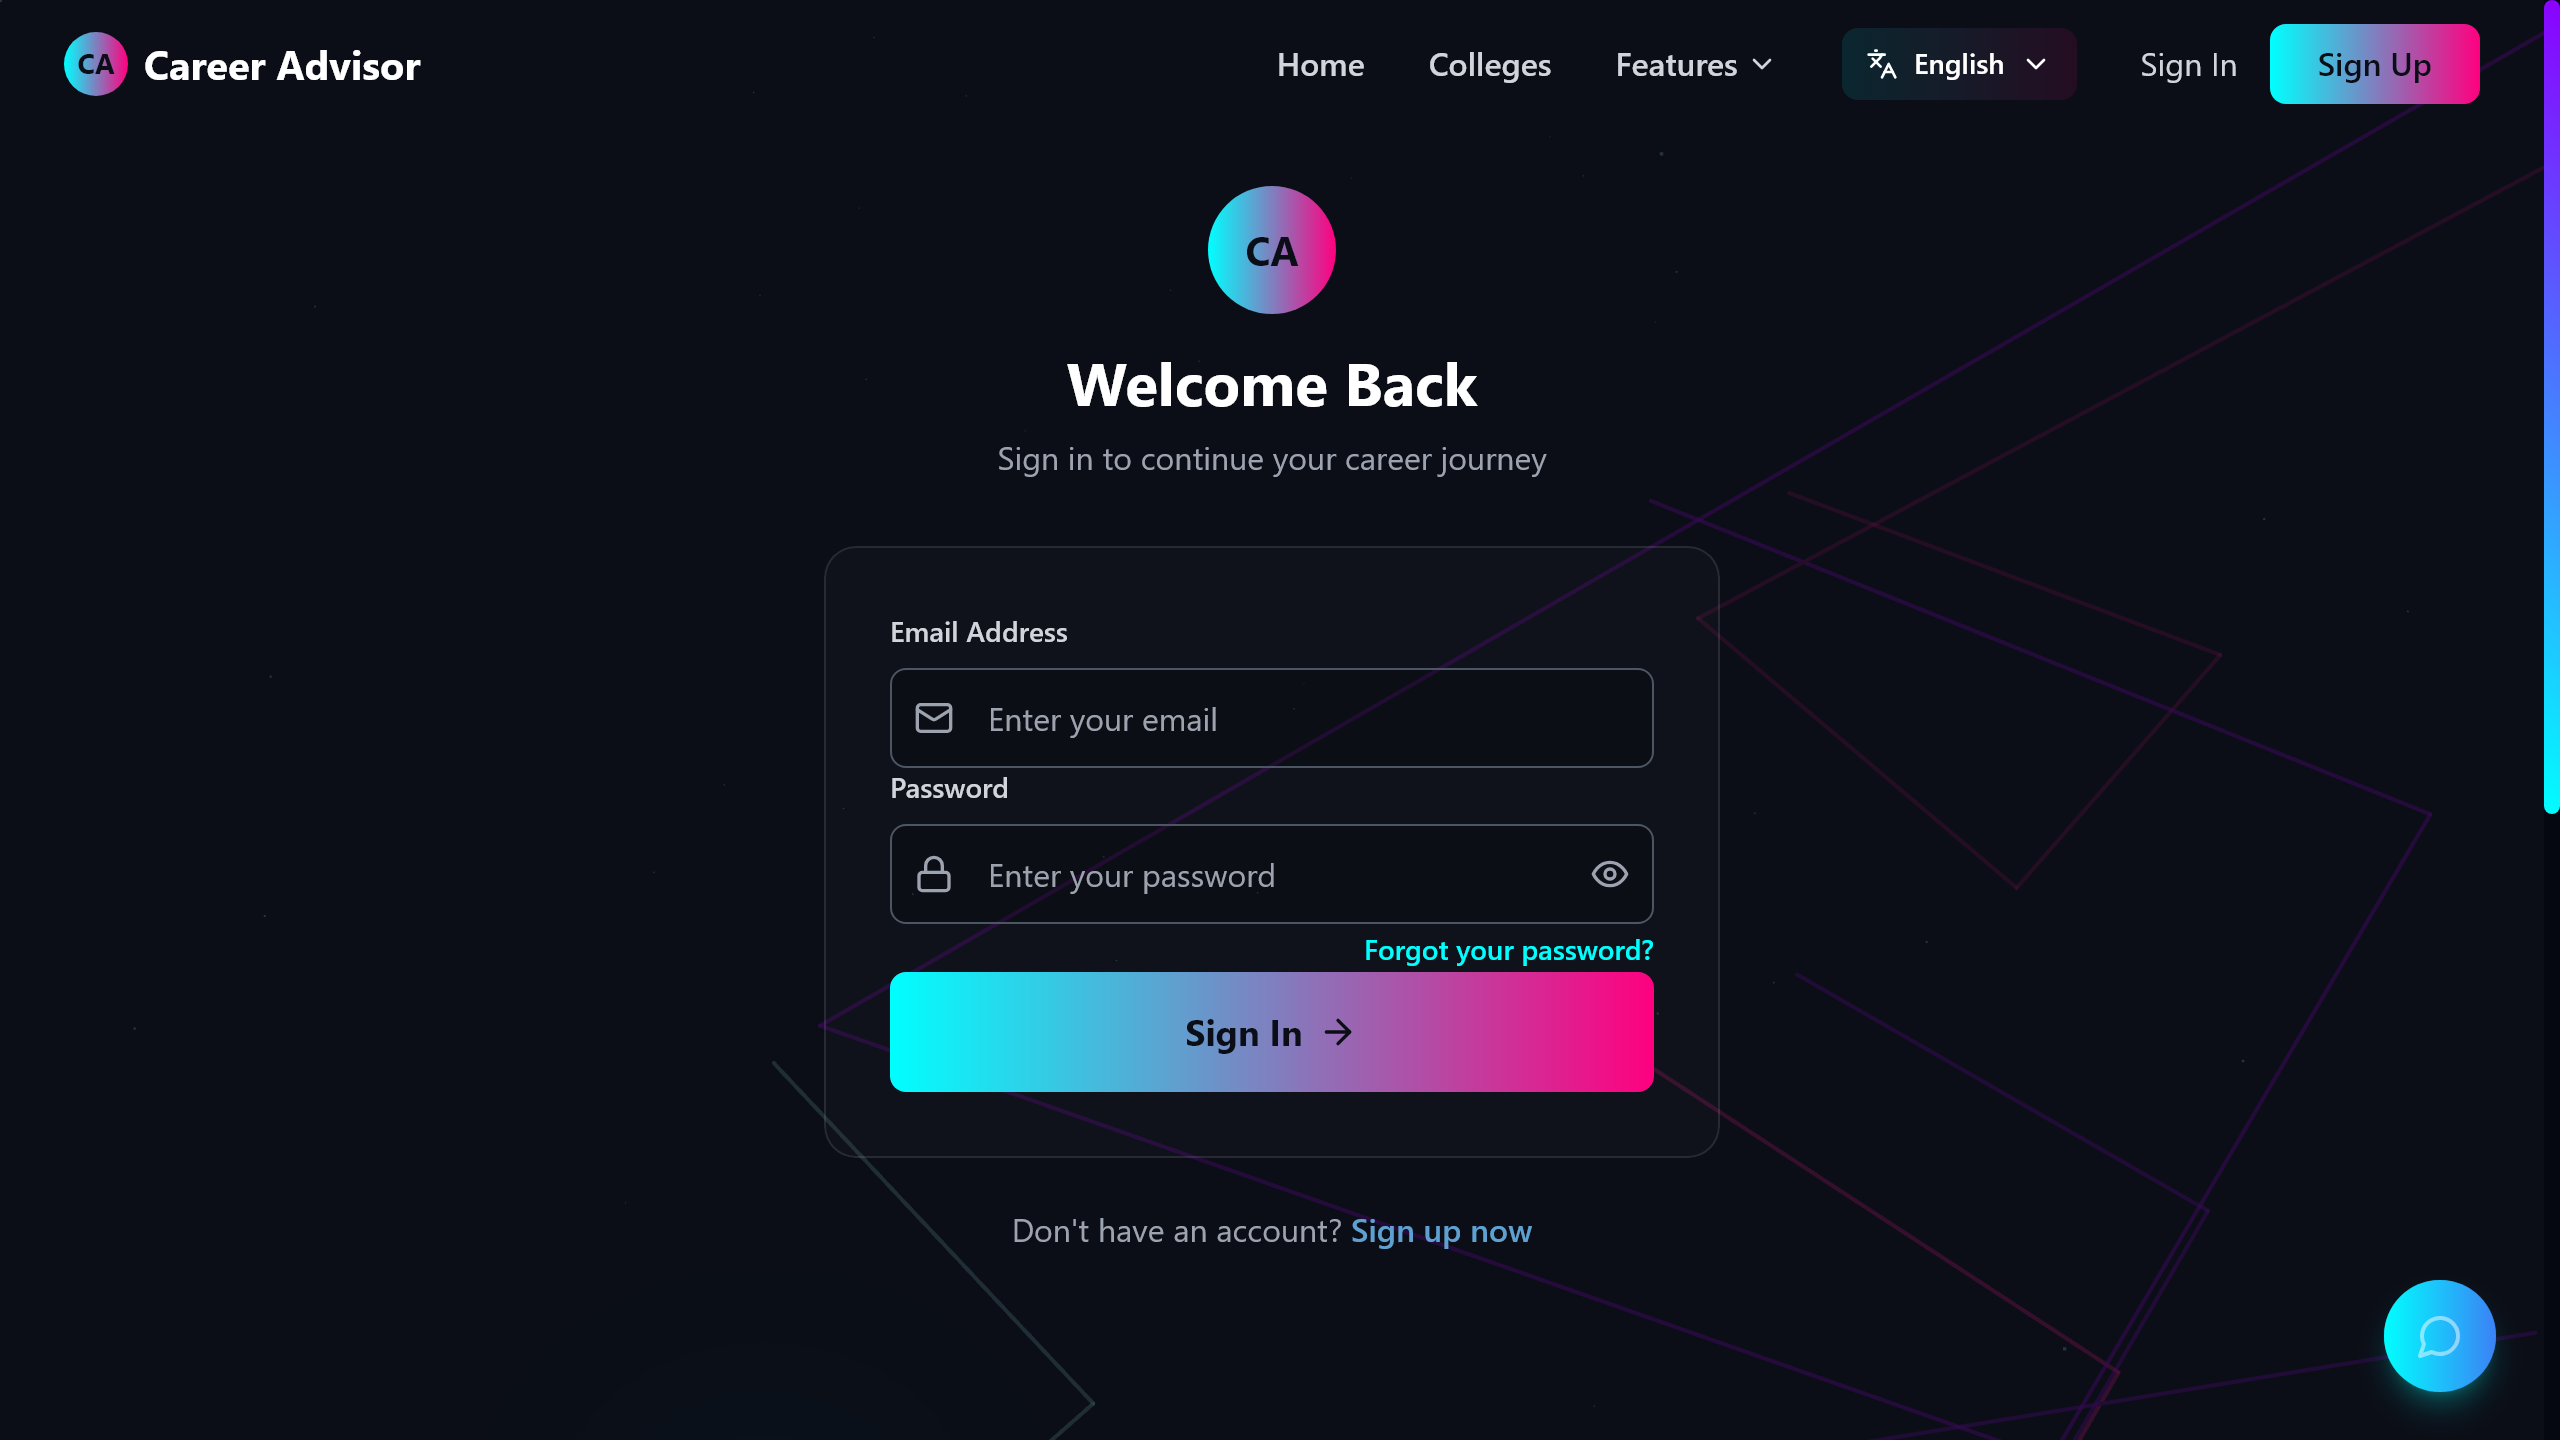 CA Career Advisor Home Colleges Features English Sign In Sign Up
CA
Welcome Back
Sign in to continue your career journey
Email Address
Enter your email
Password
Enter your password
Forgot your password?
Sign In
Don't have an account? Sign up now